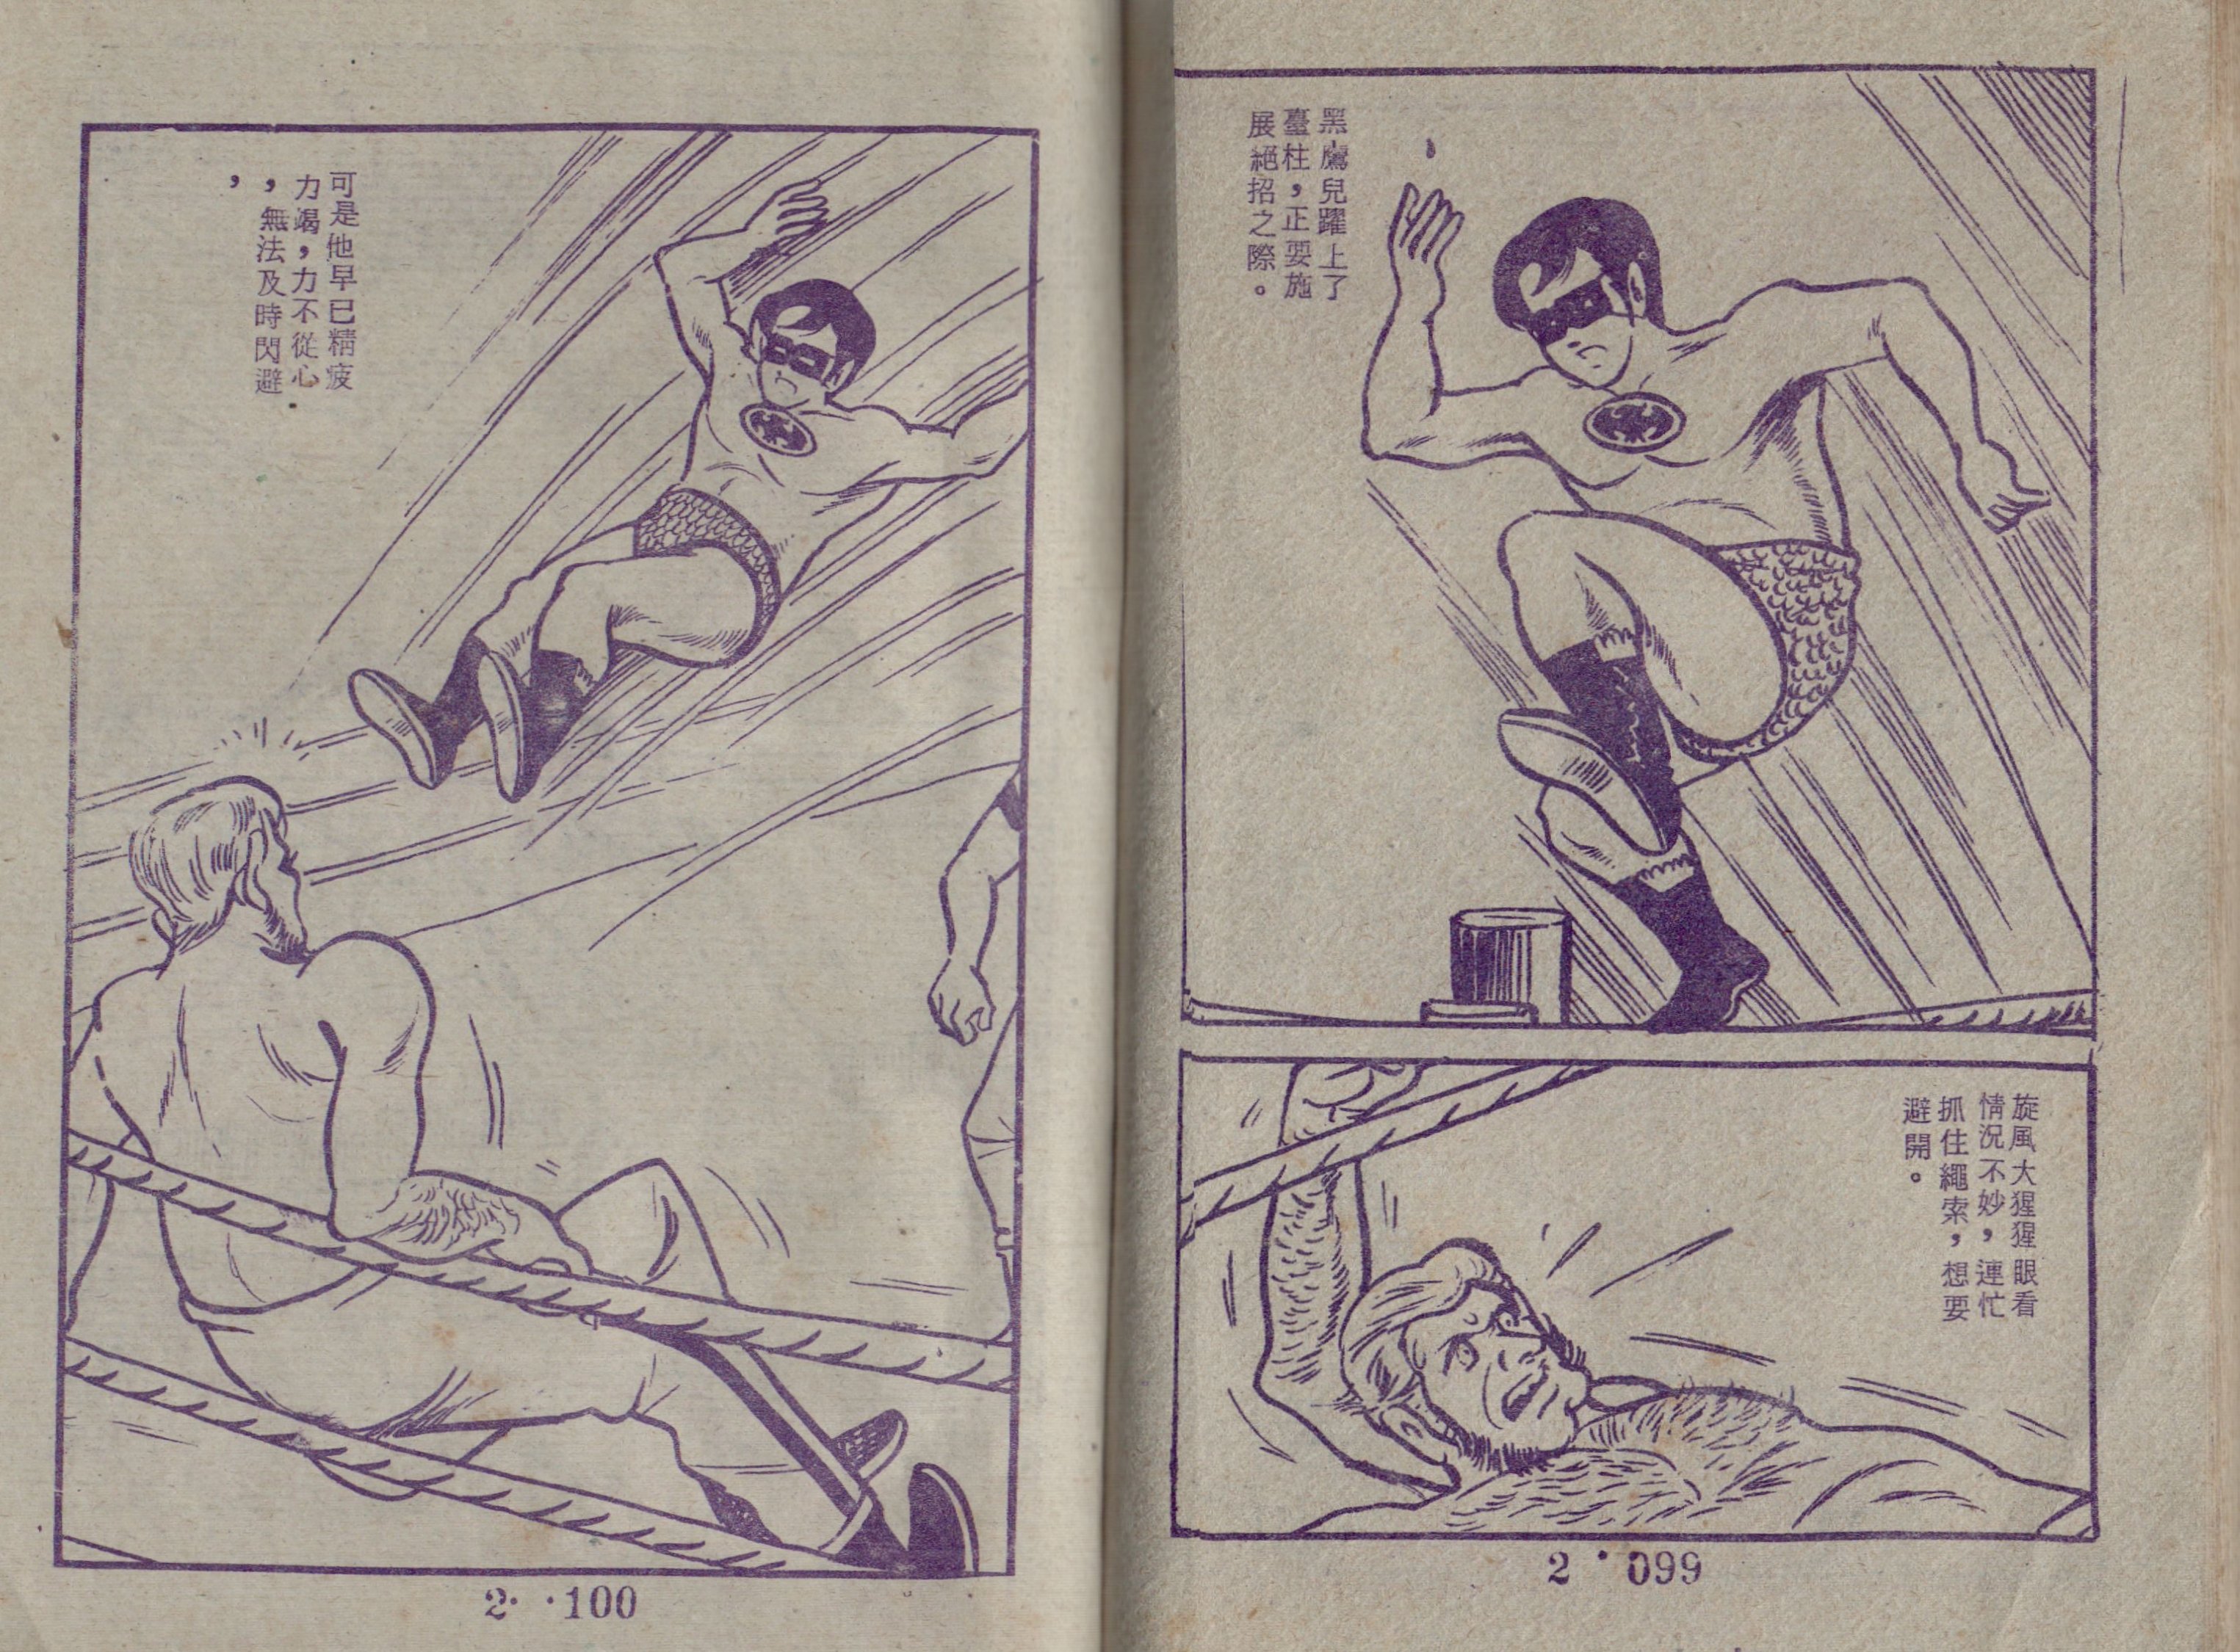 黑鷹兒躍上了
臺柱，正要施
展絕招之際。
旋風大猩猩眼看
情況不妙，連忙
抓住繩索，想要
避開。
2·099
可是他早已精疲
力竭，力不從心
，無法及時閃避
，
2··100